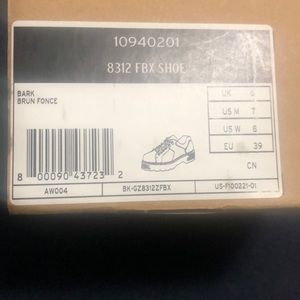 10940201
8312 FBX SHOE
BARK
BRUN FONCE
UK 6
US M 7
US W 8
EU 39
CN
8 00090 43723 2
AW004
BK-GZ8312ZFBX
US-F100221-01